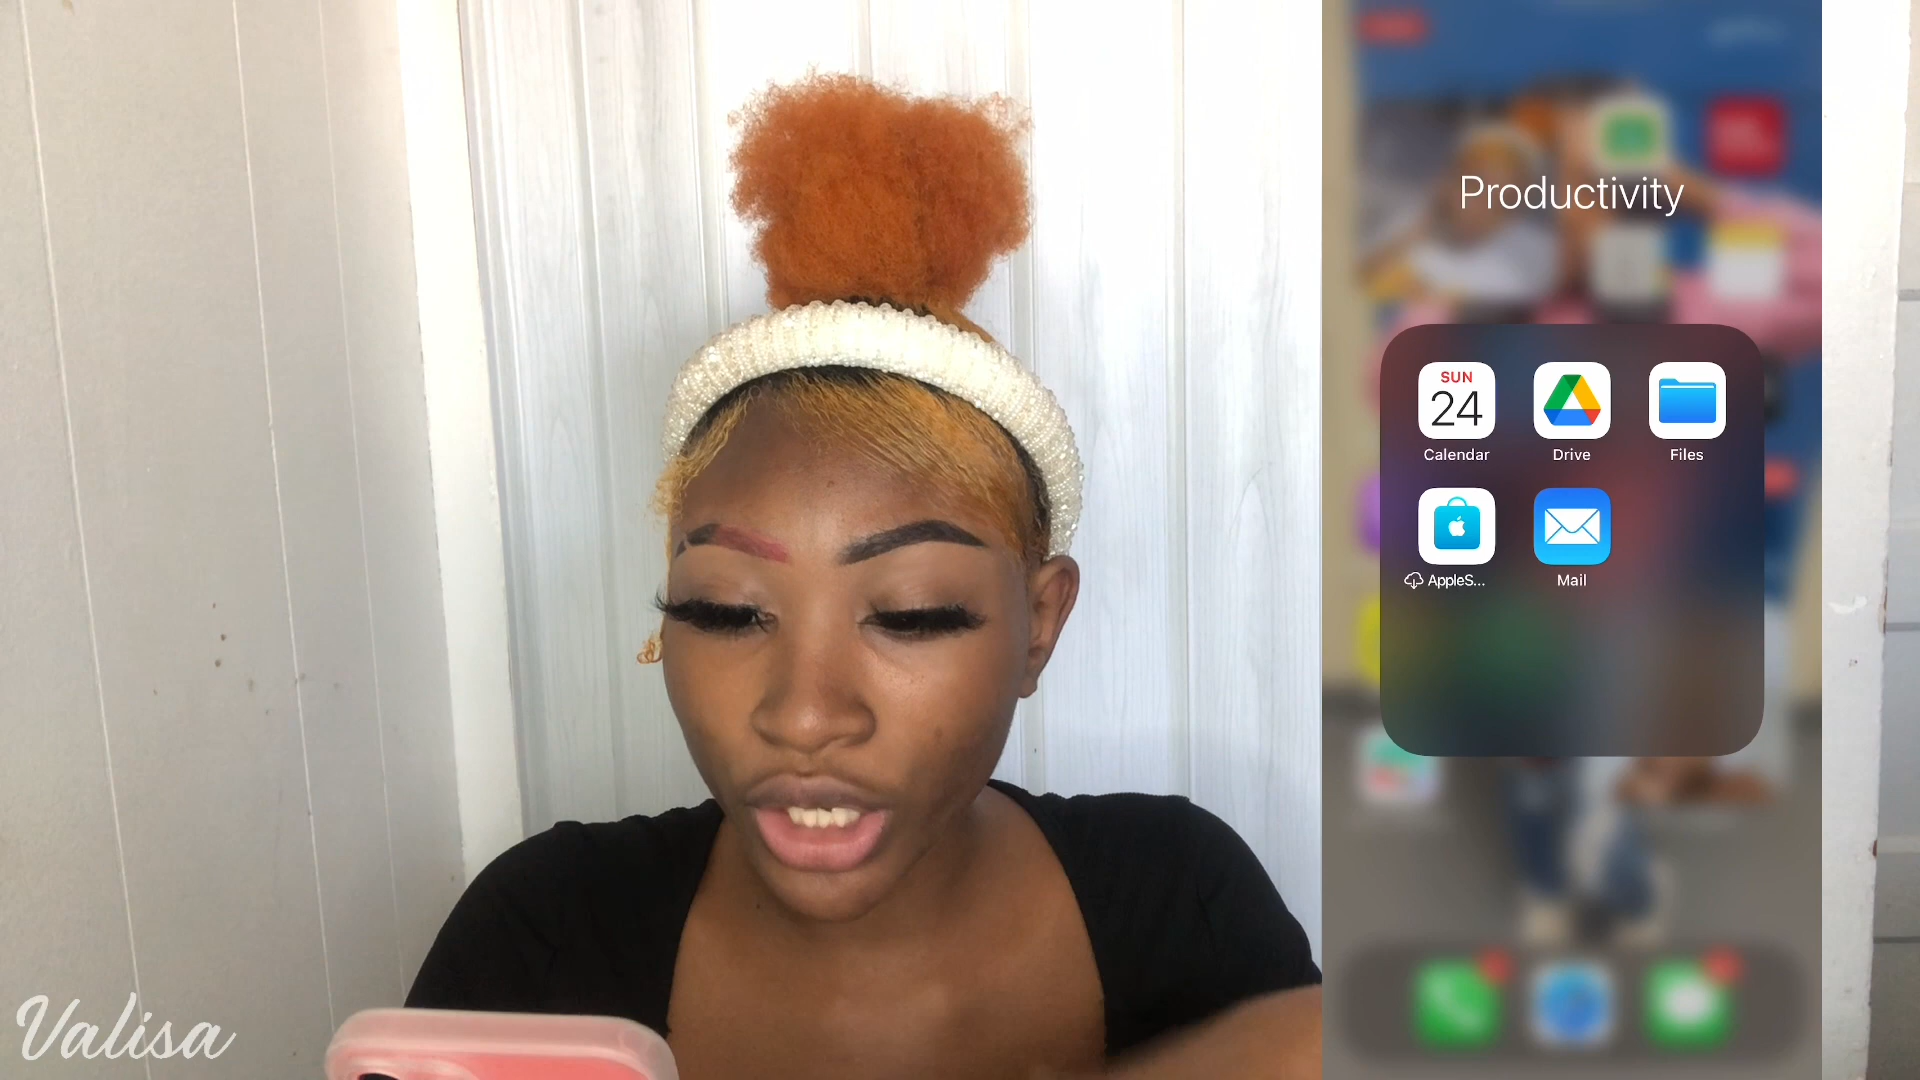 Productivity
SUN
24
Calendar
Drive
Files
AppleS...
Mail
Valisa